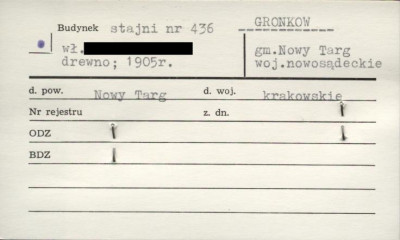 Budynek stajni nr 436 GRONKOW
wł. gm.Nowy Targ
drewno; 1905r. woj.nowosądeckie
d. pow. Nowy Targ d. woj. krakowskie
Nr rejestru z. dn.
ODZ
BDZ